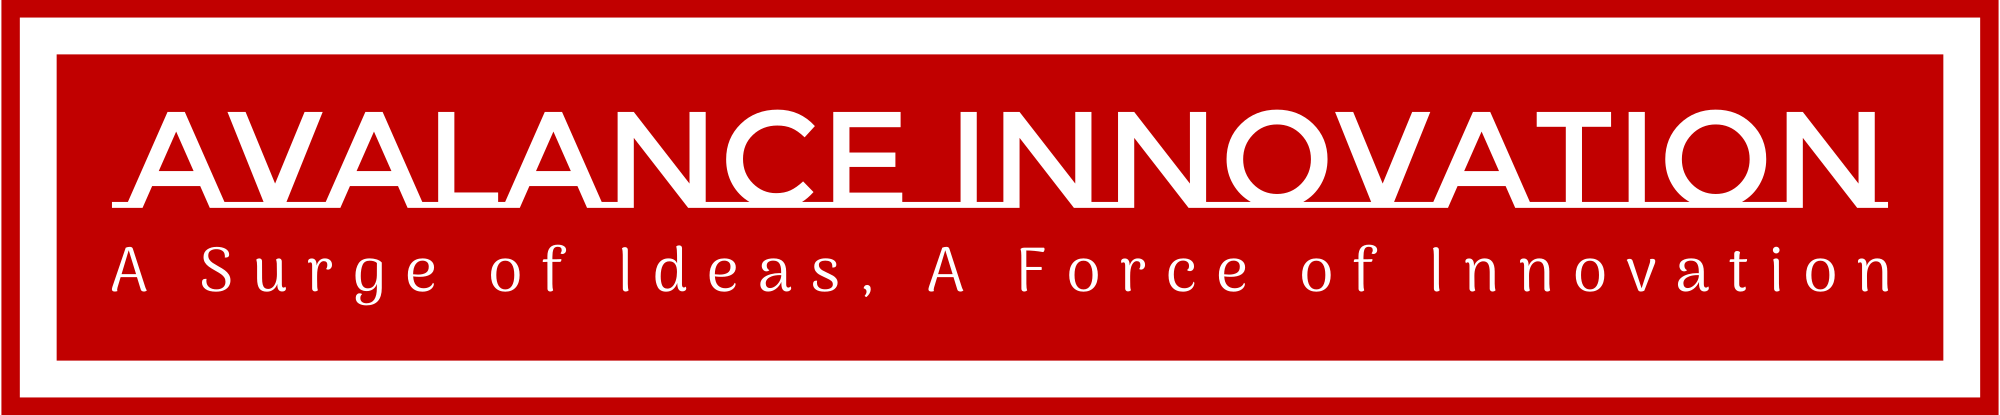 AVALANCE INNOVATION
A Surge of Ideas, A Force of Innovation